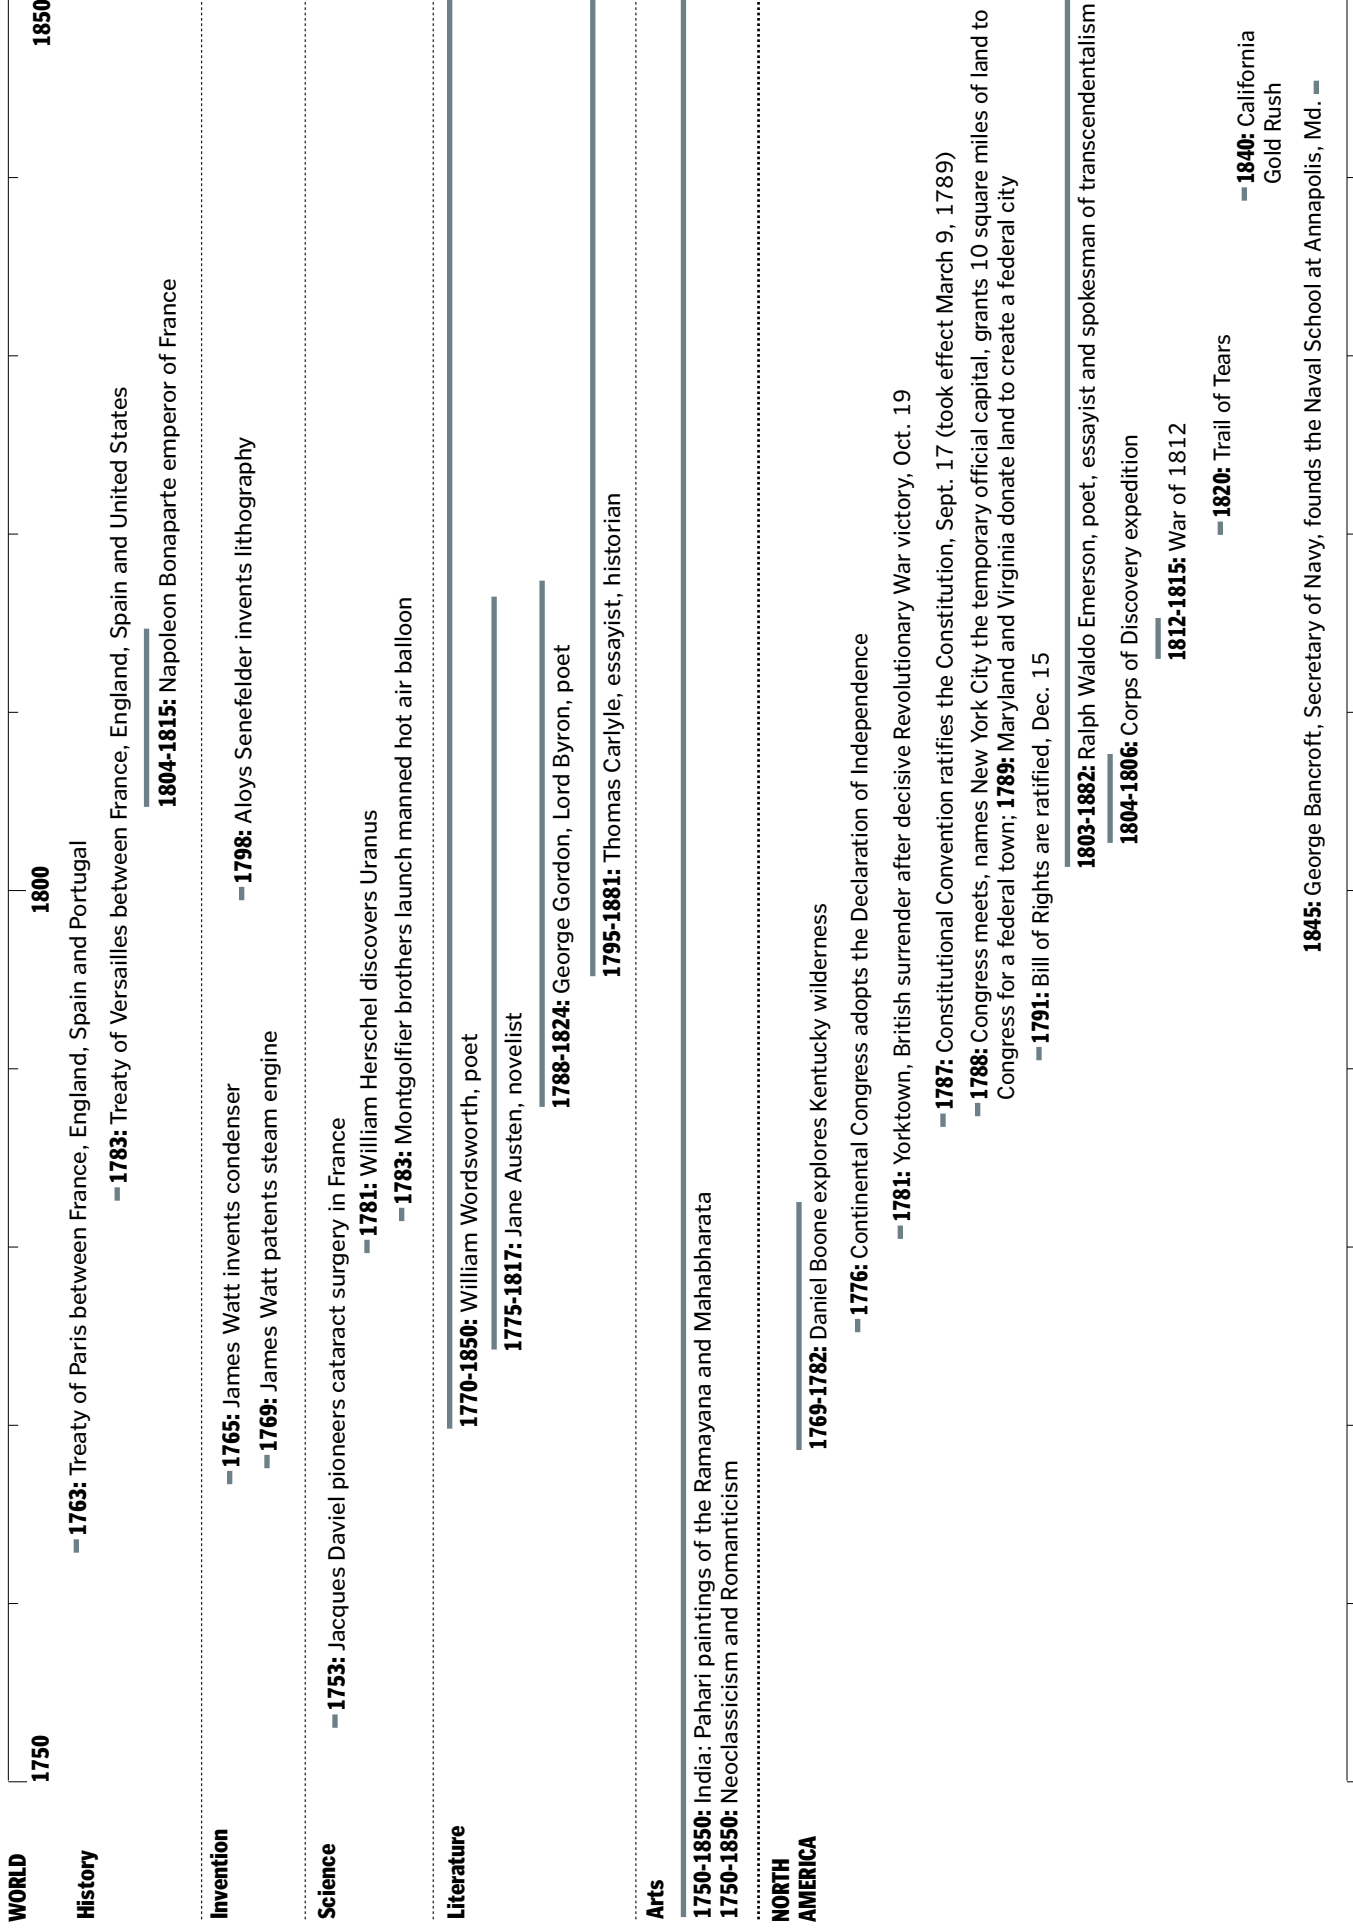 WORLD
1750
1800
1850
History
1763: Treaty of Paris between France, England, Spain and Portugal
1783: Treaty of Versailles between France, England, Spain and United States
1804-1815: Napoleon Bonaparte emperor of France
Invention
1765: James Watt invents condenser
1798: Aloys Senefelder invents lithography
1769: James Watt patents steam engine
Science
1753: Jacques Daviel pioneers cataract surgery in France
1781: William Herschel discovers Uranus
1783: Montgolfier brothers launch manned hot air balloon
Literature
1770-1850: William Wordsworth, poet
1775-1817: Jane Austen, novelist
1788-1824: George Gordon, Lord Byron, poet
1795-1881: Thomas Carlyle, essayist, historian
Arts
1750-1850: India: Pahari paintings of the Ramayana and Mahabharata
1750-1850: Neoclassicism and Romanticism
NORTH
AMERICA
1769-1782: Daniel Boone explores Kentucky wilderness
1776: Continental Congress adopts the Declaration of Independence
1781: Yorktown, British surrender after decisive Revolutionary War victory, Oct. 19
1787: Constitutional Convention ratifies the Constitution, Sept. 17 (took effect March 9, 1789)
1788: Congress meets, names New York City the temporary official capital, grants 10 square miles of land to
Congress for a federal town; 1789: Maryland and Virginia donate land to create a federal city
1791: Bill of Rights are ratified, Dec. 15
1803-1882: Ralph Waldo Emerson, poet, essayist and spokesman of transcendentalism
1804-1806: Corps of Discovery expedition
1812-1815: War of 1812
1820: Trail of Tears
1840: California
Gold Rush
1845: George Bancroft, Secretary of Navy, founds the Naval School at Annapolis, Md.